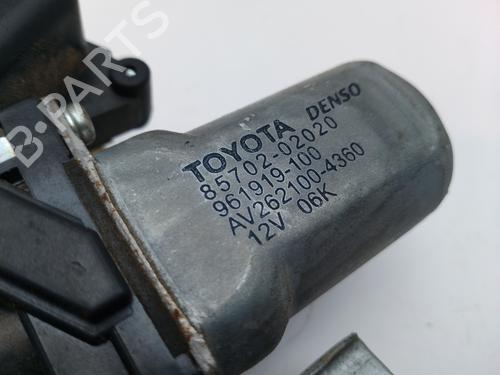 TOYOTA DENSO
85702-02020
961919-100
AV262100-4360
12V 06K
B-PARTS